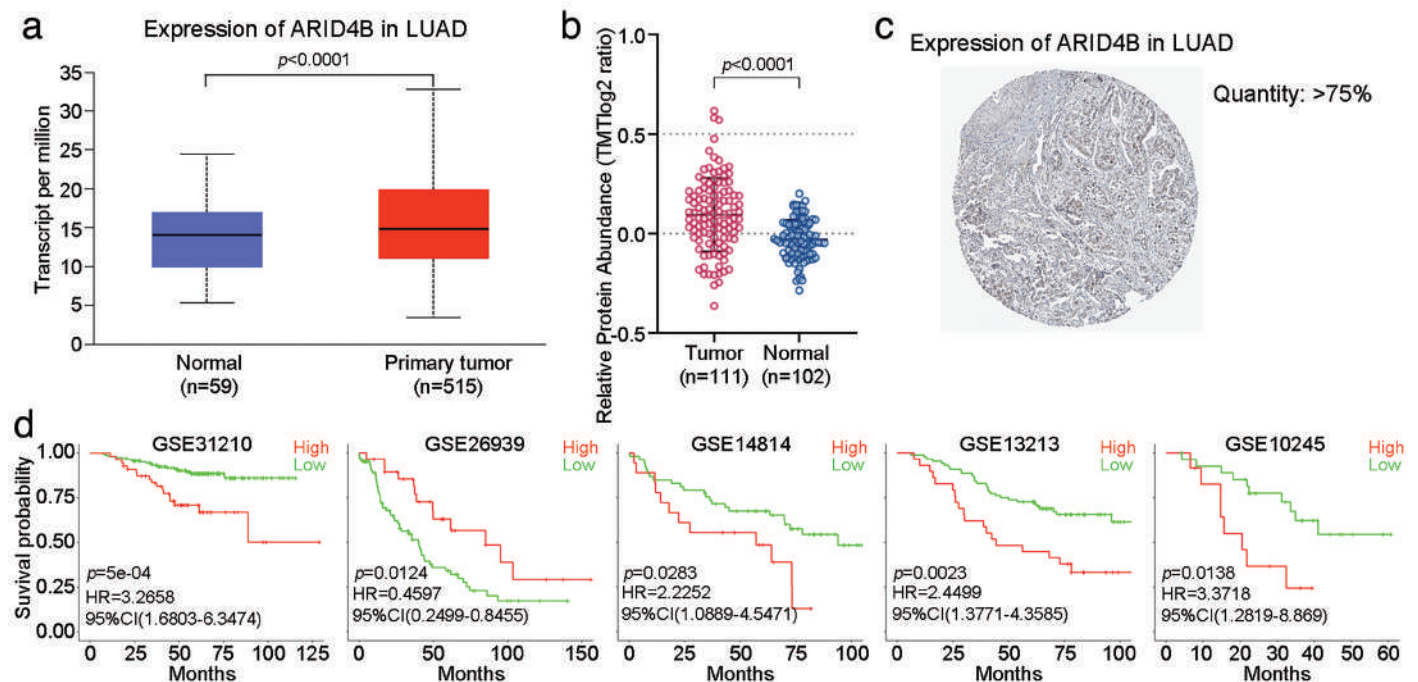 a
Expression of ARID4B in LUAD
p<0.0001
Transcript per million
35
30
25
20
15
10
5
0
Normal
(n=59)
Primary tumor
(n=515)
b
Relative Protein Abundance (TMTlog2 ratio)
1.0
0.5
0.0
-0.5
p<0.0001
Tumor
(n=111)
Normal
(n=102)
c
Expression of ARID4B in LUAD
Quantity: >75%
d
Suvival probability
1.00
0.75
0.50
0.25
0.00
GSE31210
High
Low
p=5e-04
HR=3.2658
95%CI(1.6803-6.3474)
0 25 50 75 100 125
Months
GSE26939
High
Low
p=0.0124
HR=0.4597
95%CI(0.2499-0.8455)
0 50 100 150
Months
GSE14814
High
Low
p=0.0283
HR=2.2252
95%CI(1.0889-4.5471)
0 25 50 75 100
Months
GSE13213
High
Low
p=0.0023
HR=2.4499
95%CI(1.3771-4.3585)
0 25 50 75 100
Months
GSE10245
High
Low
p=0.0138
HR=3.3718
95%CI(1.2819-8.869)
0 10 20 30 40 50 60
Months